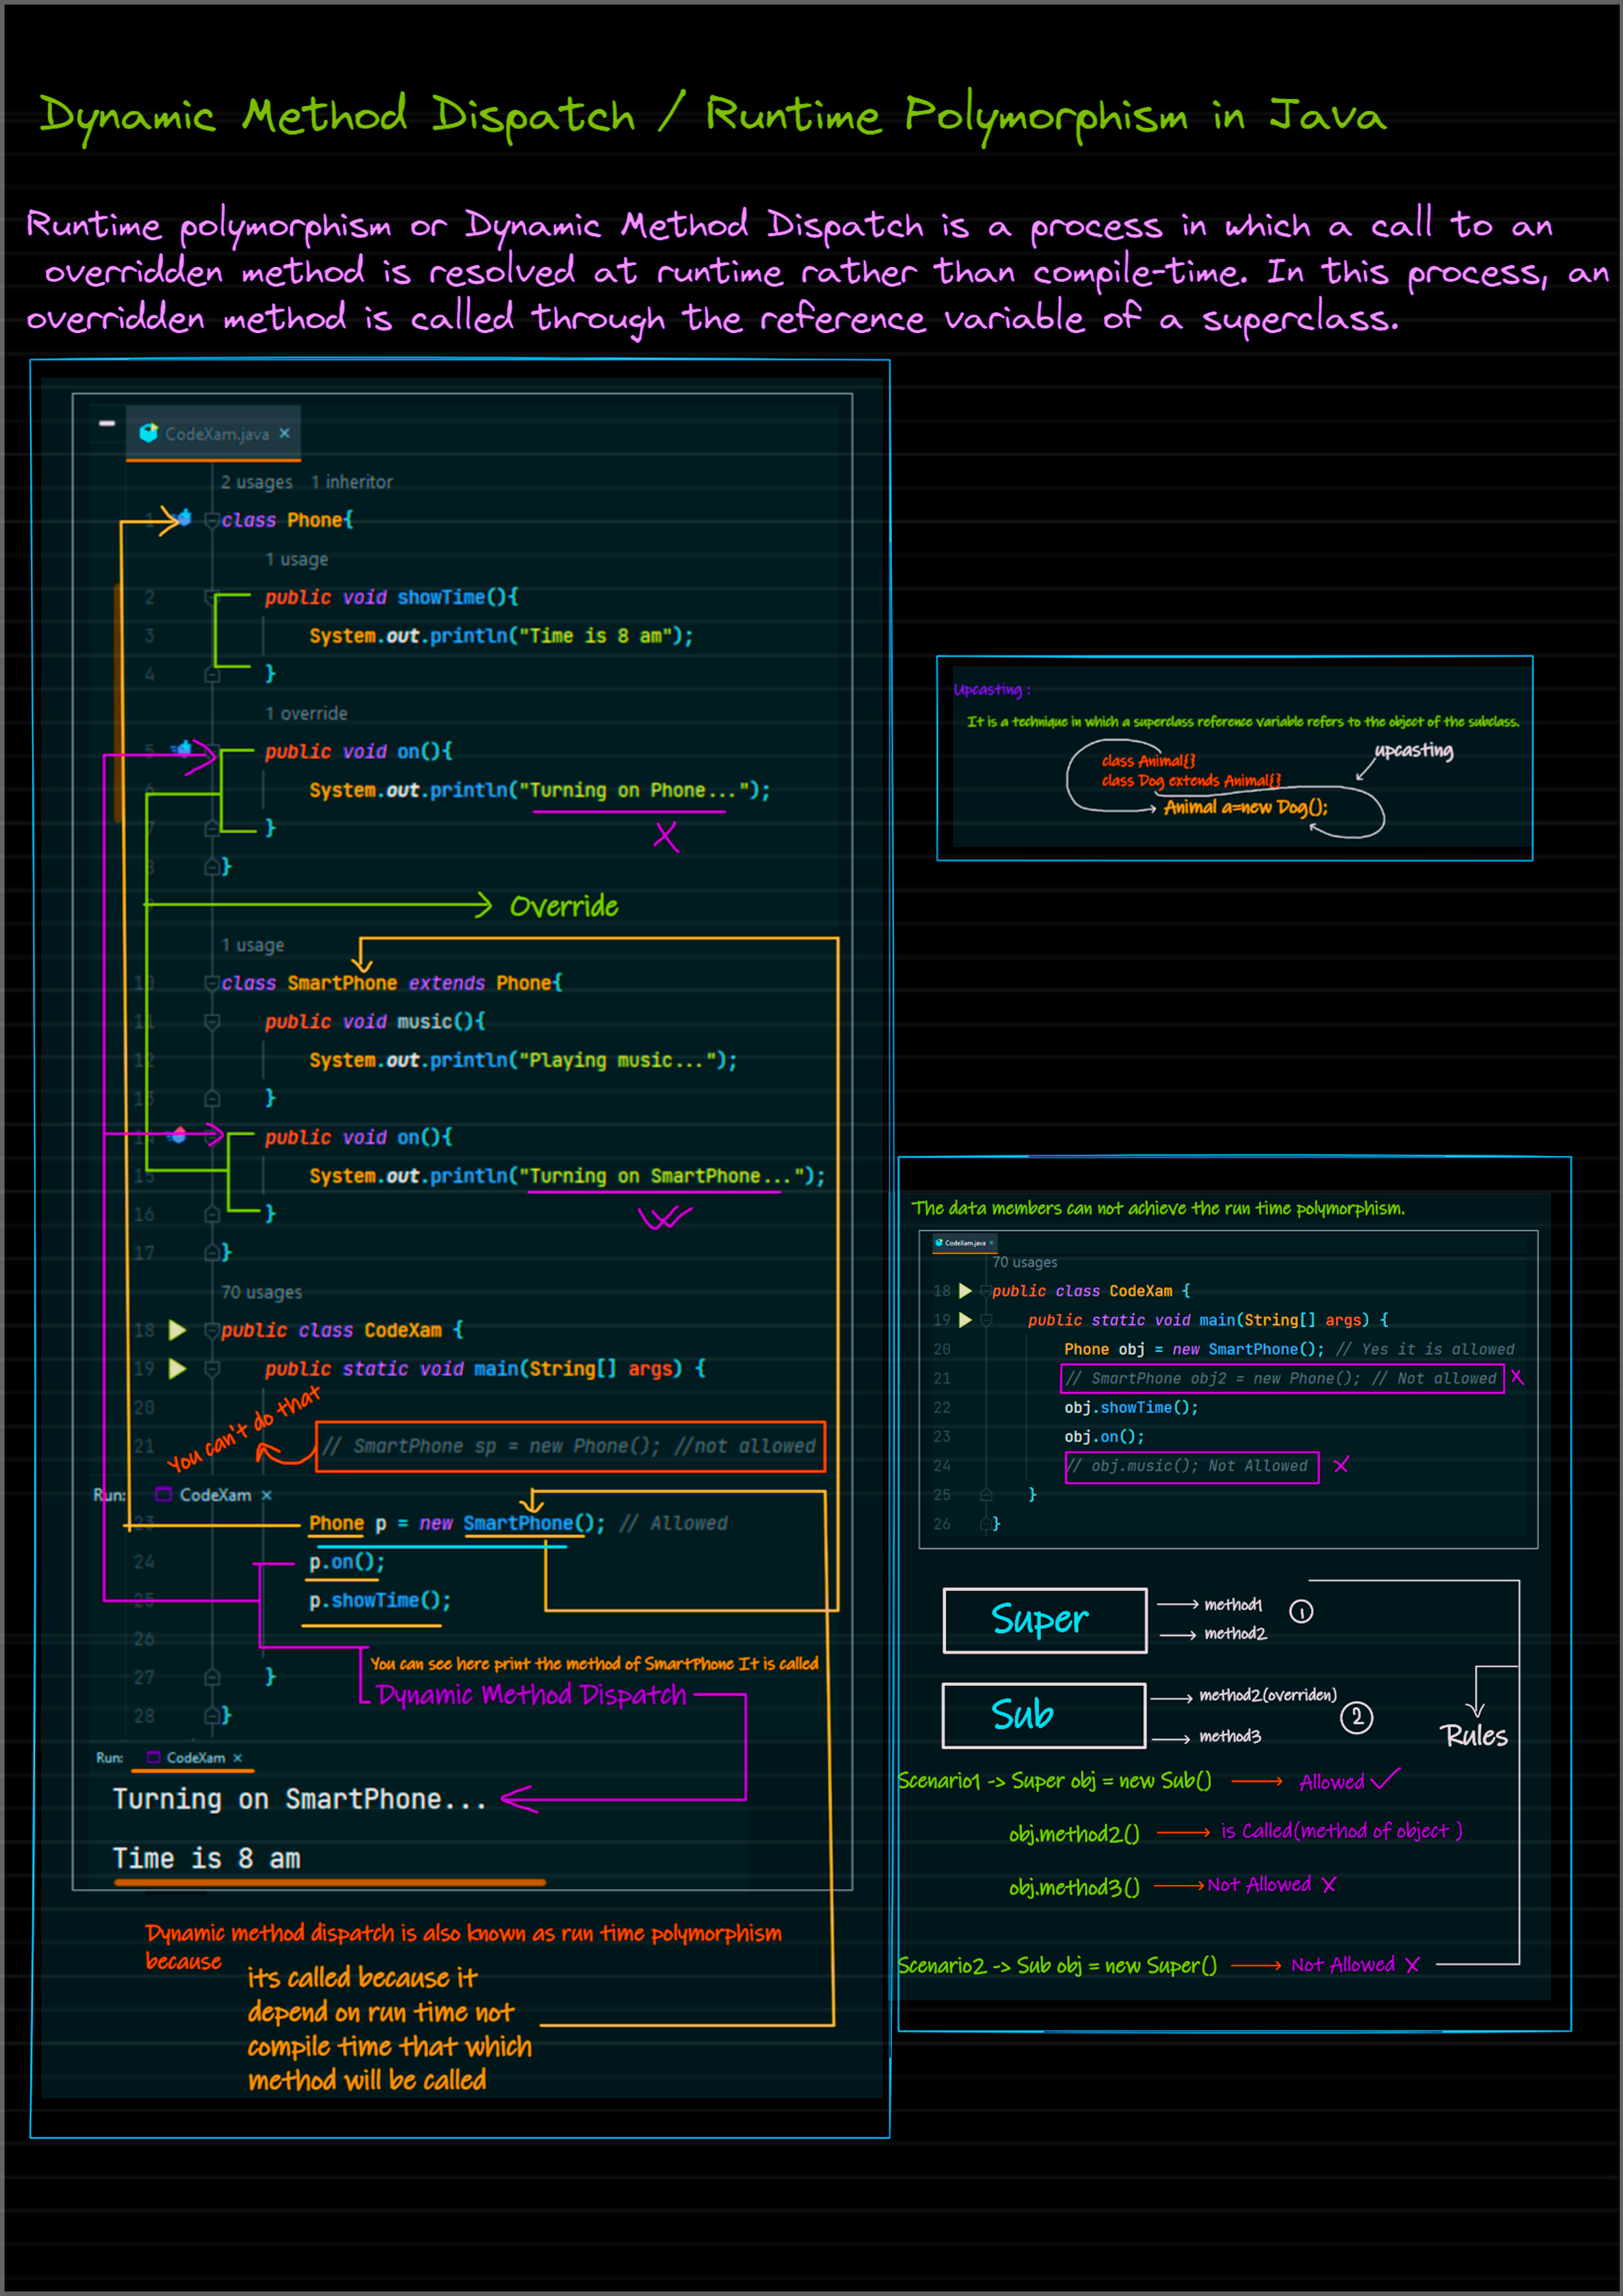 Dynamic Method Dispatch / Runtime Polymorphism in Java
Runtime polymorphism or Dynamic Method Dispatch is a process in which a call to an
overridden method is resolved at runtime rather than compile-time. In this process, an
overridden method is called through the reference variable of a superclass.
CodeXam.java ×
2 usages 1 inheritor
1 class Phone{
1 usage
2 public void showTime(){
3 System.out.println("Time is 8 am");
4 }
1 override
5 public void on(){
6 System.out.println("Turning on Phone...");
7 }
X
8 }
9
Override
1 usage
10 class SmartPhone extends Phone{
11 public void music(){
12 System.out.println("Playing music...");
13 }
14 public void on(){
15 System.out.println("Turning on SmartPhone...");
16 }
17 }
70 usages
18 public class CodeXam {
19 public static void main(String[] args) {
20
You can't do that
21 // SmartPhone sp = new Phone(); //not allowed
Run: CodeXam ×
23 Phone p = new SmartPhone(); // Allowed
24 p.on();
25 p.showTime();
26
You can see here print the method of SmartPhone It is called
27 }
Dynamic Method Dispatch
28 }
Run: CodeXam ×
Turning on SmartPhone...
Time is 8 am
Dynamic method dispatch is also known as run time polymorphism
because
its called because it
depend on run time not
compile time that which
method will be called
Upcasting :
It is a technique in which a superclass reference variable refers to the object of the subclass.
upcasting
class Animal{}
class Dog extends Animal{}
Animal a=new Dog();
The data members can not achieve the run time polymorphism.
CodeXam.java ×
70 usages
18 public class CodeXam {
19 public static void main(String[] args) {
20 Phone obj = new SmartPhone(); // Yes it is allowed
21 // SmartPhone obj2 = new Phone(); // Not allowed X
22 obj.showTime();
23 obj.on();
24 // obj.music(); Not Allowed X
25 }
26 }
Super
method1
method2
1
Sub
method2(overriden)
method3
2
Rules
Scenario1 -> Super obj = new Sub() Allowed
obj.method2() is Called(method of object )
obj.method3() Not Allowed X
Scenario2 -> Sub obj = new Super() Not Allowed X